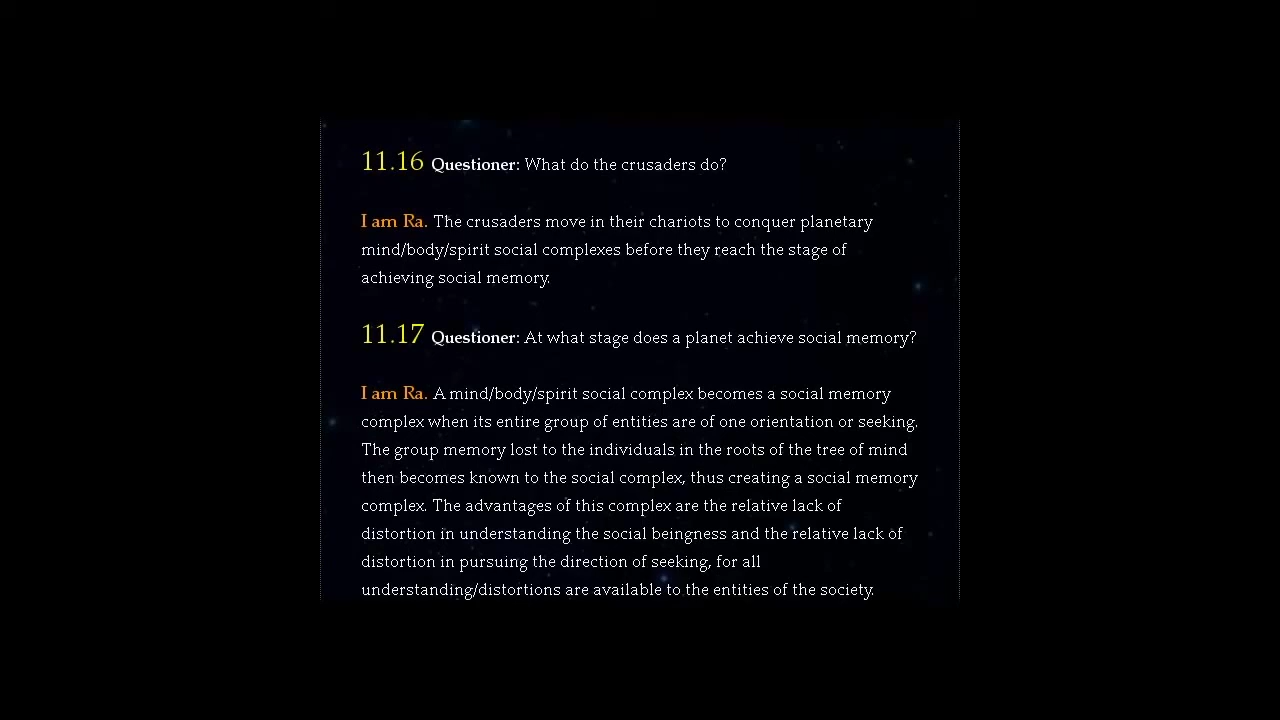 11.16 Questioner: What do the crusaders do?
I am Ra. The crusaders move in their chariots to conquer planetary
mind/body/spirit social complexes before they reach the stage of
achieving social memory.
11.17 Questioner: At what stage does a planet achieve social memory?
I am Ra. A mind/body/spirit social complex becomes a social memory
complex when its entire group of entities are of one orientation or seeking.
The group memory lost to the individuals in the roots of the tree of mind
then becomes known to the social complex, thus creating a social memory
complex. The advantages of this complex are the relative lack of
distortion in understanding the social beingness and the relative lack of
distortion in pursuing the direction of seeking, for all
understanding/distortions are available to the entities of the society.